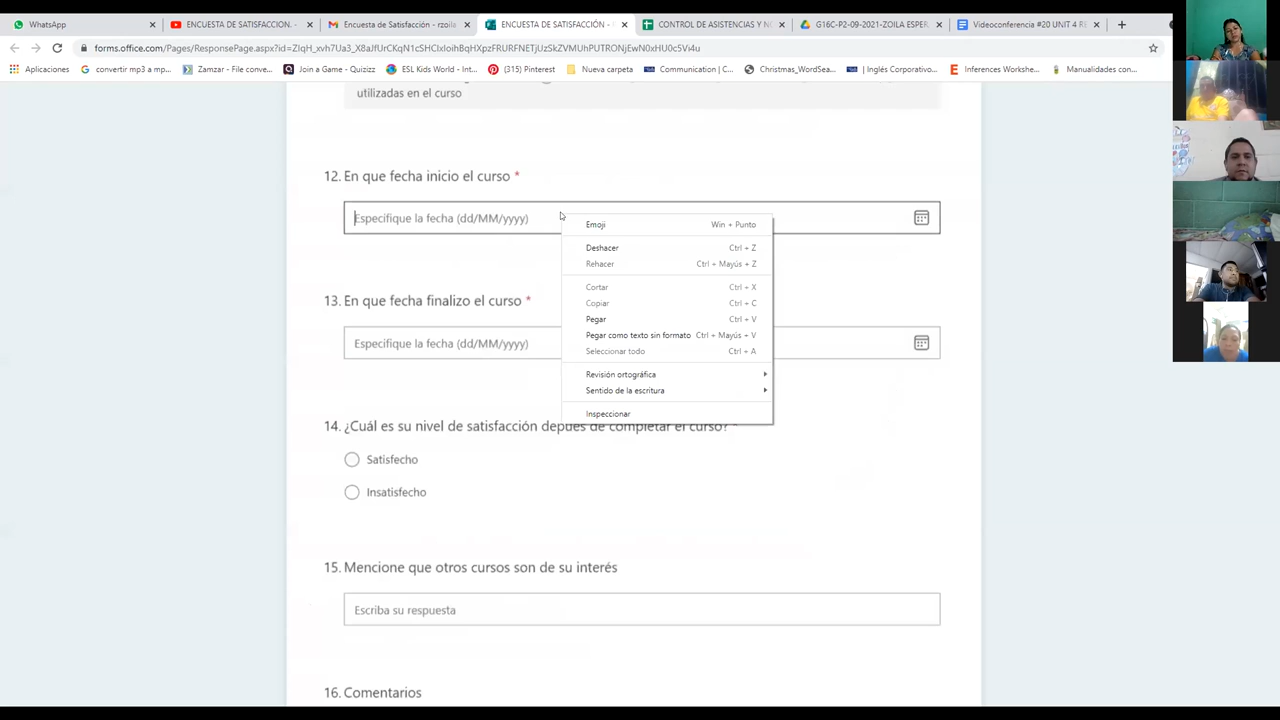 WhatsApp
ENCUESTA DE SATISFACCION. -
Encuesta de Satisfacción - rzoila
ENCUESTA DE SATISFACCIÓN -
CONTROL DE ASISTENCIAS Y N
G16C-P2-09-2021-ZOILA ESPER
Videoconferencia #20 UNIT 4 R
forms.office.com/Pages/ResponsePage.aspx?id=
Aplicaciones
convertir mp3 a mp...
Zamzar - File conve...
Join a Game - Quizizz
ESL Kids World - Int...
(315) Pinterest
Nueva carpeta
Communication | C...
Christmas_WordSea...
| Inglés Corporativo...
Inferences Workshe...
Manualidades con...
utilizadas en el curso
12. En que fecha inicio el curso *
Especifique la fecha (dd/MM/yyyy)
Emoji Win + Punto
Deshacer Ctrl + Z
Rehacer Ctrl + Mayús + Z
Cortar Ctrl + X
Copiar Ctrl + C
Pegar Ctrl + V
Pegar como texto sin formato Ctrl + Mayús + V
Seleccionar todo Ctrl + A
Revisión ortográfica
Sentido de la escritura
Inspeccionar
13. En que fecha finalizo el curso *
Especifique la fecha (dd/MM/yyyy)
14. ¿Cuál es su nivel de satisfacción depues de completar el curso? *
Satisfecho
Insatisfecho
15. Mencione que otros cursos son de su interés
Escriba su respuesta
16. Comentarios